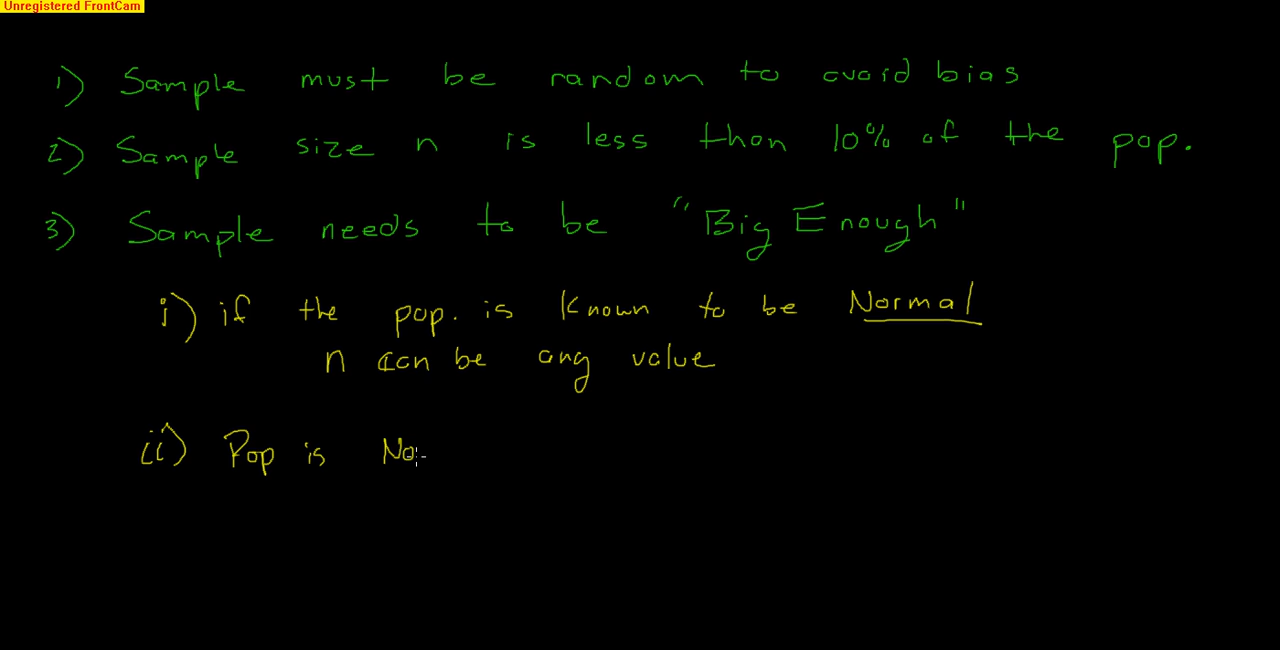 Unregistered FrontCam
1) Sample must be random to avoid bias
2) Sample size n is less than 10% of the pop.
3) Sample needs to be "Big Enough"
i) if the pop. is Known to be Normal
n can be any value
ii) Pop is No